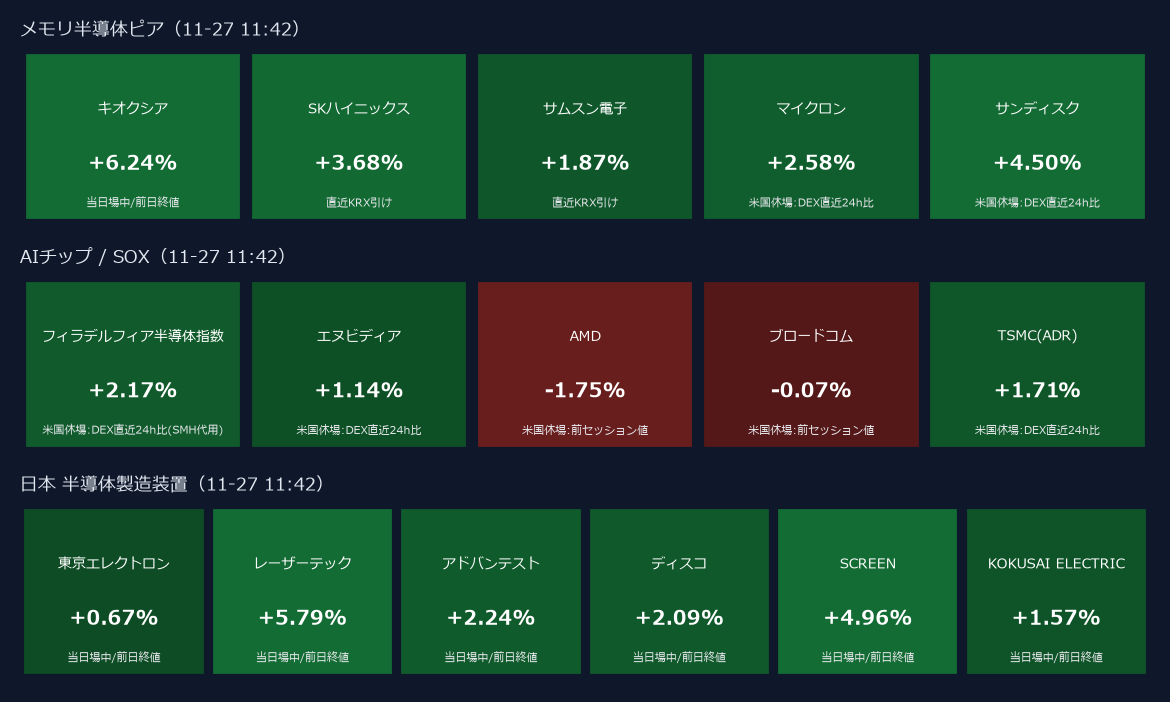 メモリ半導体ピア（11-27 11:42）
キオクシア
+6.24%
当日場中/前日終値
SKハイニックス
+3.68%
直近KRX引け
サムスン電子
+1.87%
直近KRX引け
マイクロン
+2.58%
米国休場:DEX直近24h比
サンディスク
+4.50%
米国休場:DEX直近24h比
AIチップ / SOX（11-27 11:42）
フィラデルフィア半導体指数
+2.17%
米国休場:DEX直近24h比(SMH代用)
エヌビディア
+1.14%
米国休場:DEX直近24h比
AMD
-1.75%
米国休場:前セッション値
ブロードコム
-0.07%
米国休場:前セッション値
TSMC(ADR)
+1.71%
米国休場:DEX直近24h比
日本 半導体製造装置（11-27 11:42）
東京エレクトロン
+0.67%
当日場中/前日終値
レーザーテック
+5.79%
当日場中/前日終値
アドバンテスト
+2.24%
当日場中/前日終値
ディスコ
+2.09%
当日場中/前日終値
SCREEN
+4.96%
当日場中/前日終値
KOKUSAI ELECTRIC
+1.57%
当日場中/前日終値